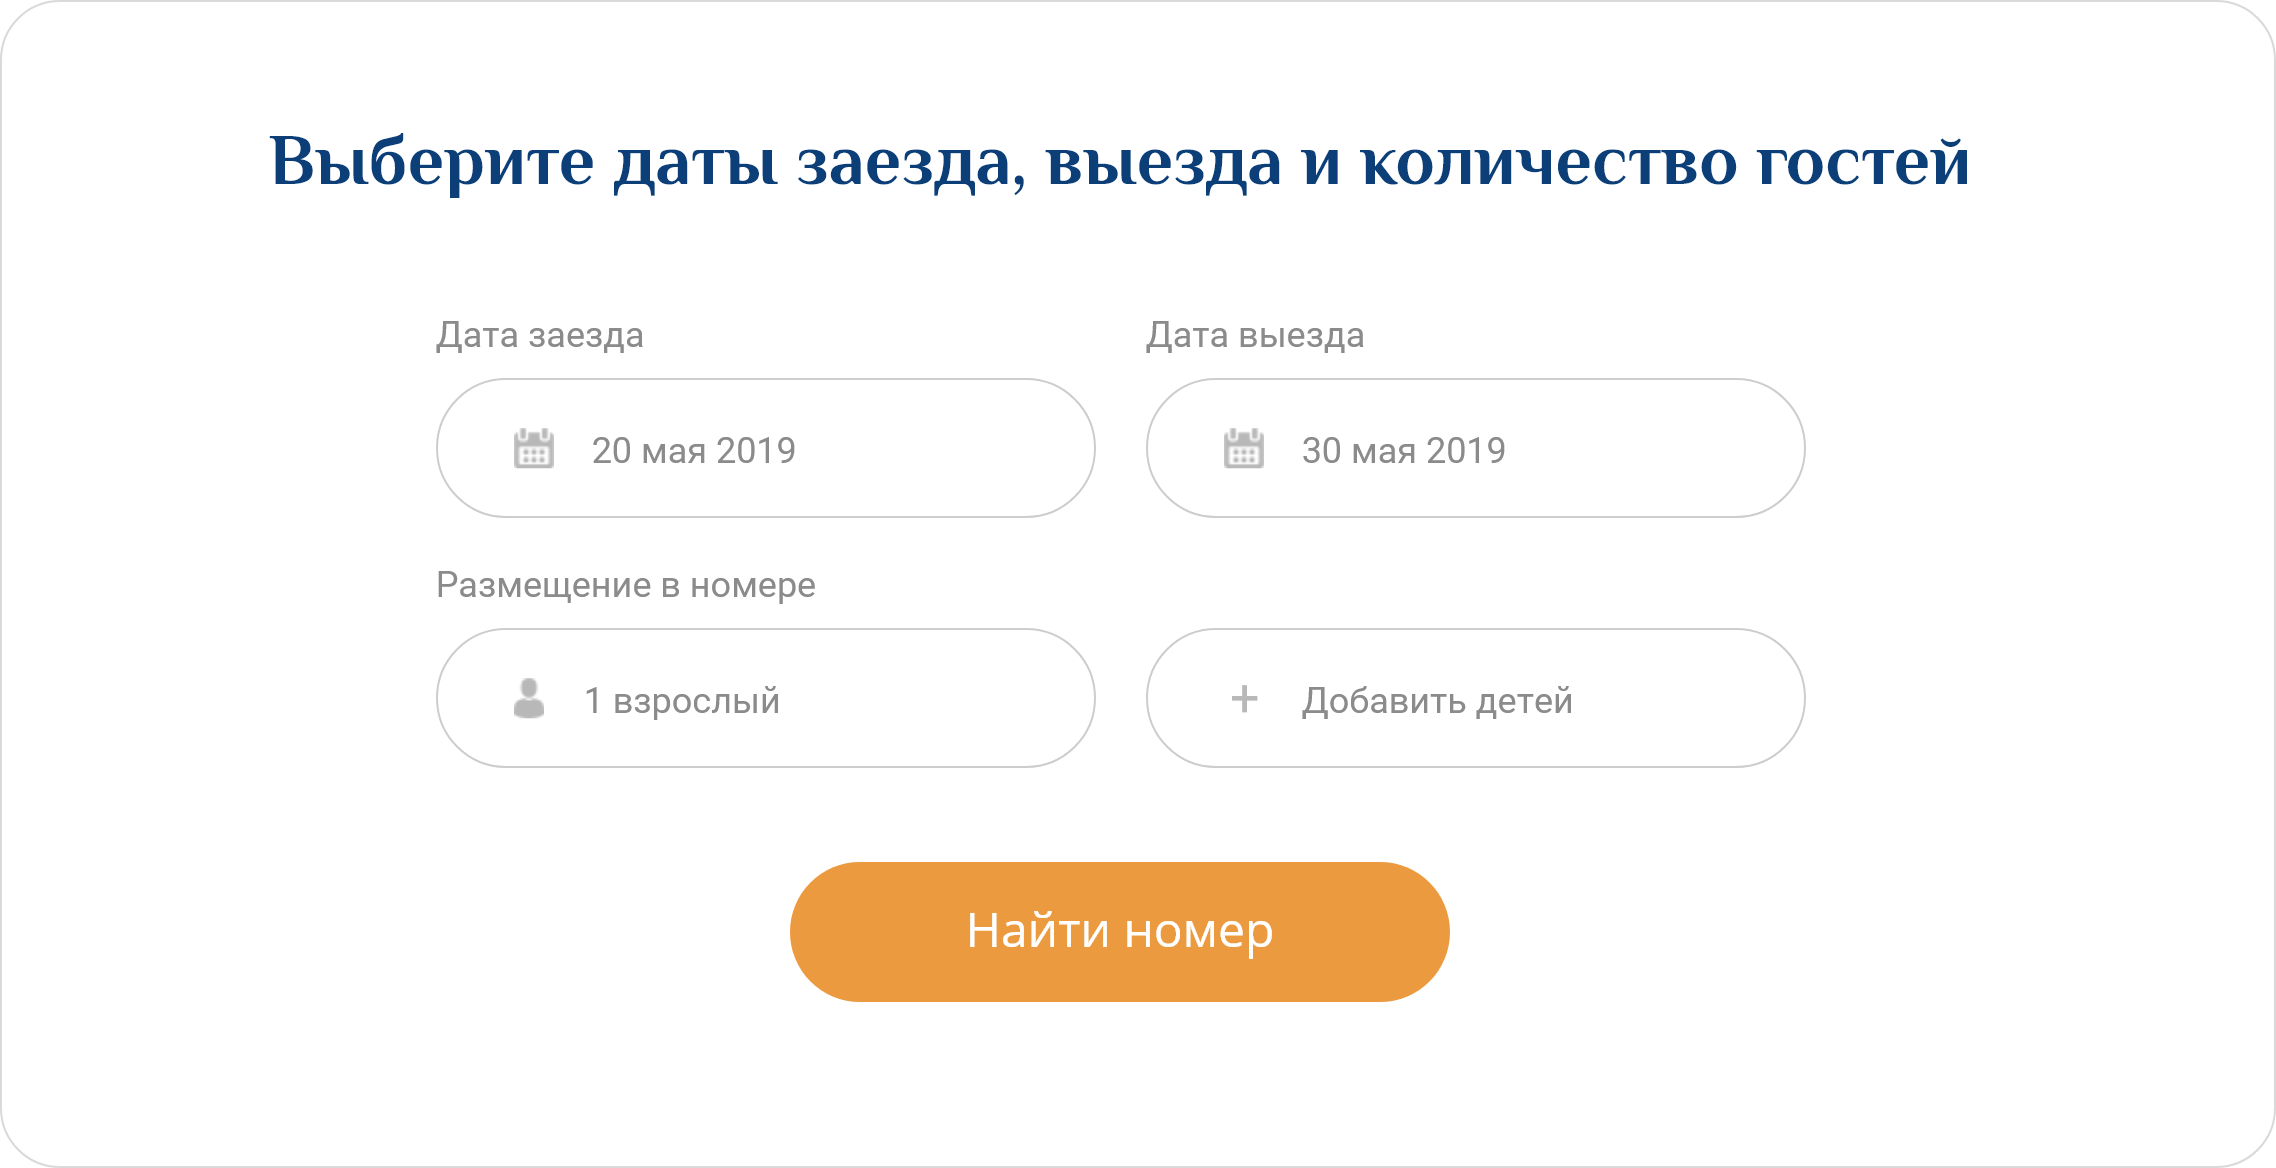 Выберите даты заезда, выезда и количество гостей
Дата заезда
Дата выезда
20 мая 2019
30 мая 2019
Размещение в номере
1 взрослый
+ Добавить детей
Найти номер